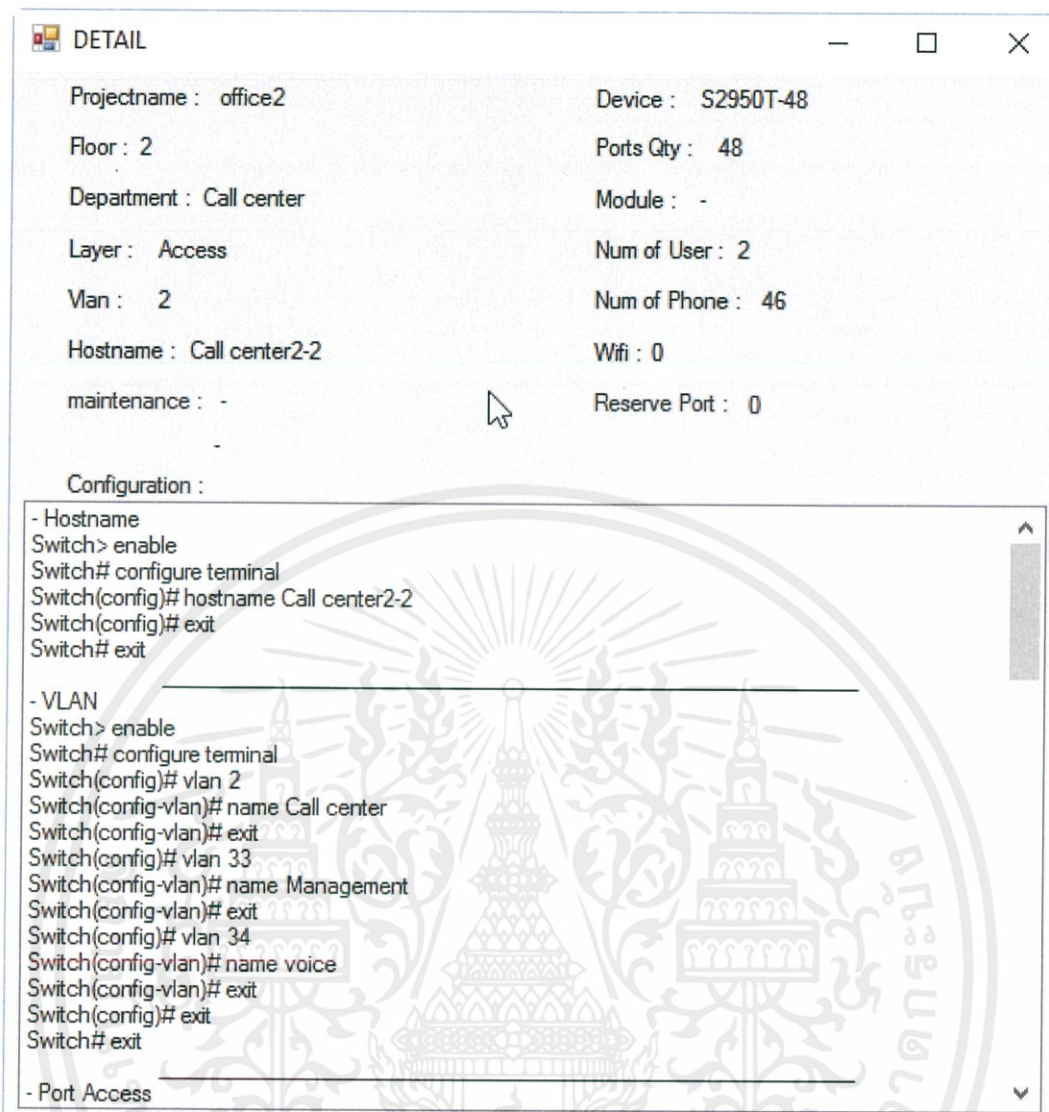 DETAIL
Projectname : office2
Device : S2950T-48
Floor : 2
Ports Qty : 48
Department : Call center
Module : -
Layer : Access
Num of User : 2
Vlan : 2
Num of Phone : 46
Hostname : Call center2-2
Wifi : 0
maintenance : -
Reserve Port : 0
-
Configuration :
- Hostname
Switch> enable
Switch# configure terminal
Switch(config)# hostname Call center2-2
Switch(config)# exit
Switch# exit
- VLAN
Switch> enable
Switch# configure terminal
Switch(config)# vlan 2
Switch(config-vlan)# name Call center
Switch(config-vlan)# exit
Switch(config)# vlan 33
Switch(config-vlan)# name Management
Switch(config-vlan)# exit
Switch(config)# vlan 34
Switch(config-vlan)# name voice
Switch(config-vlan)# exit
Switch(config)# exit
Switch# exit
- Port Access